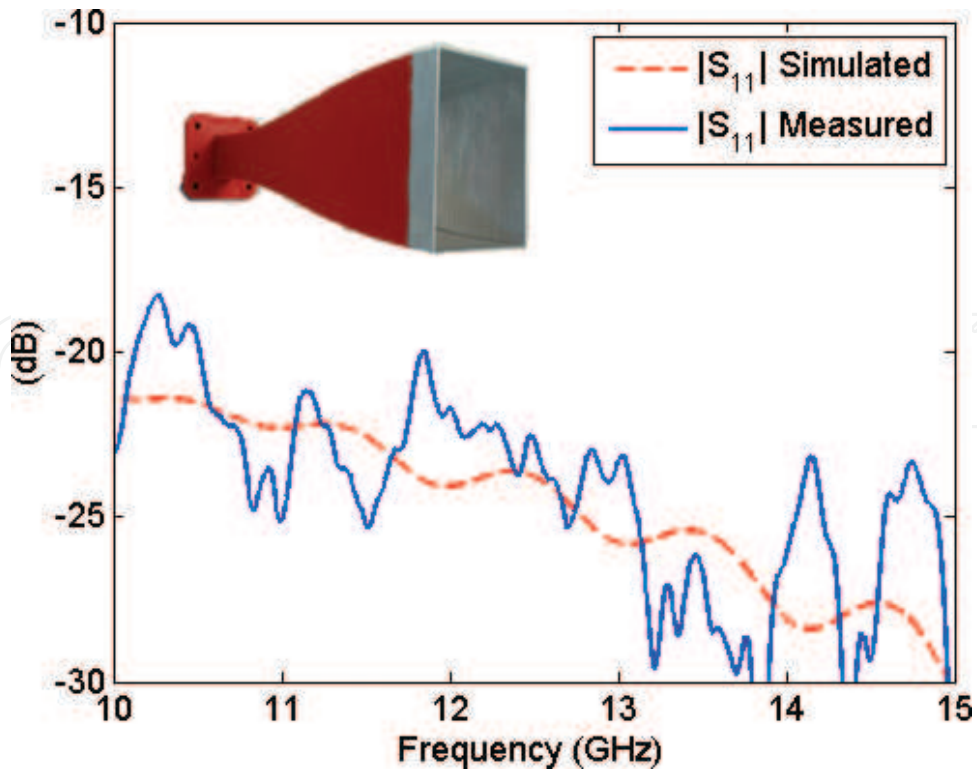 -10
-15
-20
-25
-30
(dB)
|S11| Simulated
|S11| Measured
10
11
12
13
14
15
Frequency (GHz)